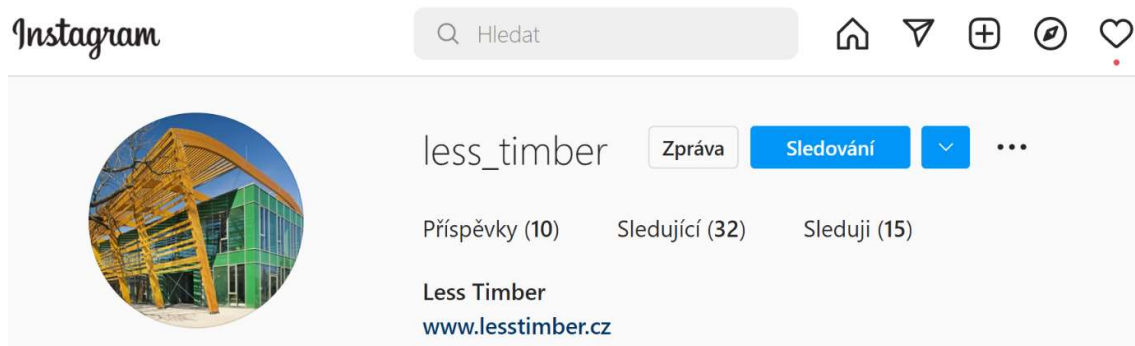 Instagram
Hledat
less_timber Zpráva Sledování
Příspěvky (10) Sledující (32) Sleduji (15)
Less Timber
www.lesstimber.cz